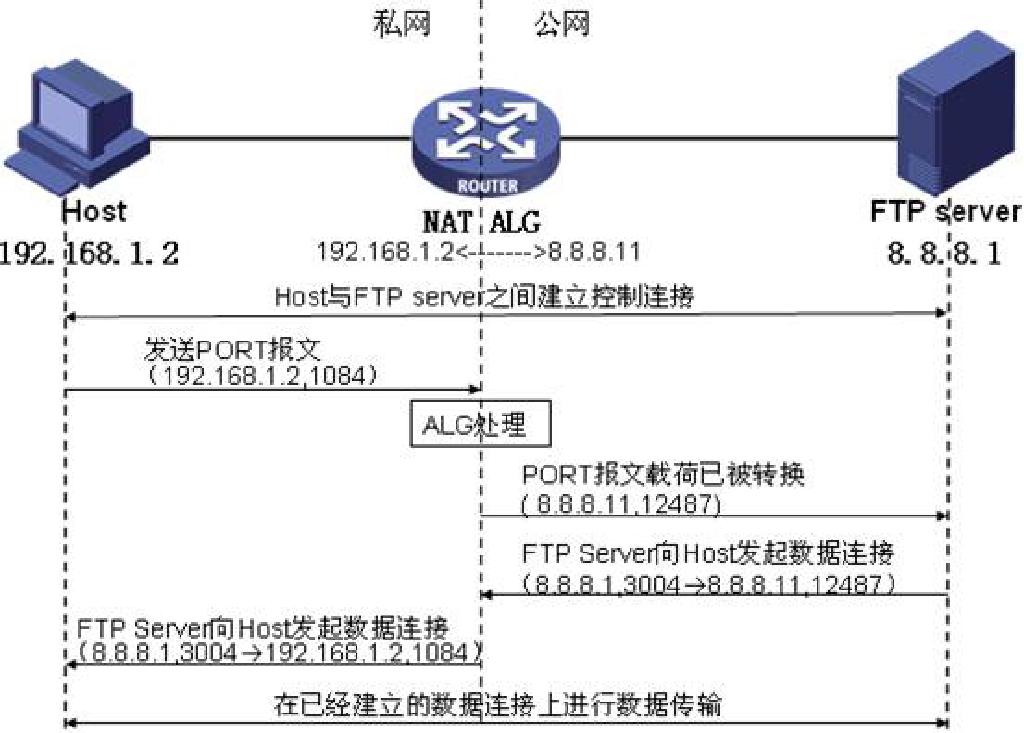 私网
公网
ROUTER
Host
NAT ALG
FTP server
192.168.1.2
192.168.1.2<------->8.8.8.11
8.8.8.1
Host与FTP server之间建立控制连接
发送PORT报文
（192.168.1.2,1084）
ALG处理
PORT报文载荷已被转换
( 8.8.8.11,12487)
FTP Server向Host发起数据连接
（8.8.8.1,3004→8.8.8.11,12487）
FTP Server向Host发起数据连接
（8.8.8.1,3004→192.168.1.2,1084）
在已经建立的数据连接上进行数据传输